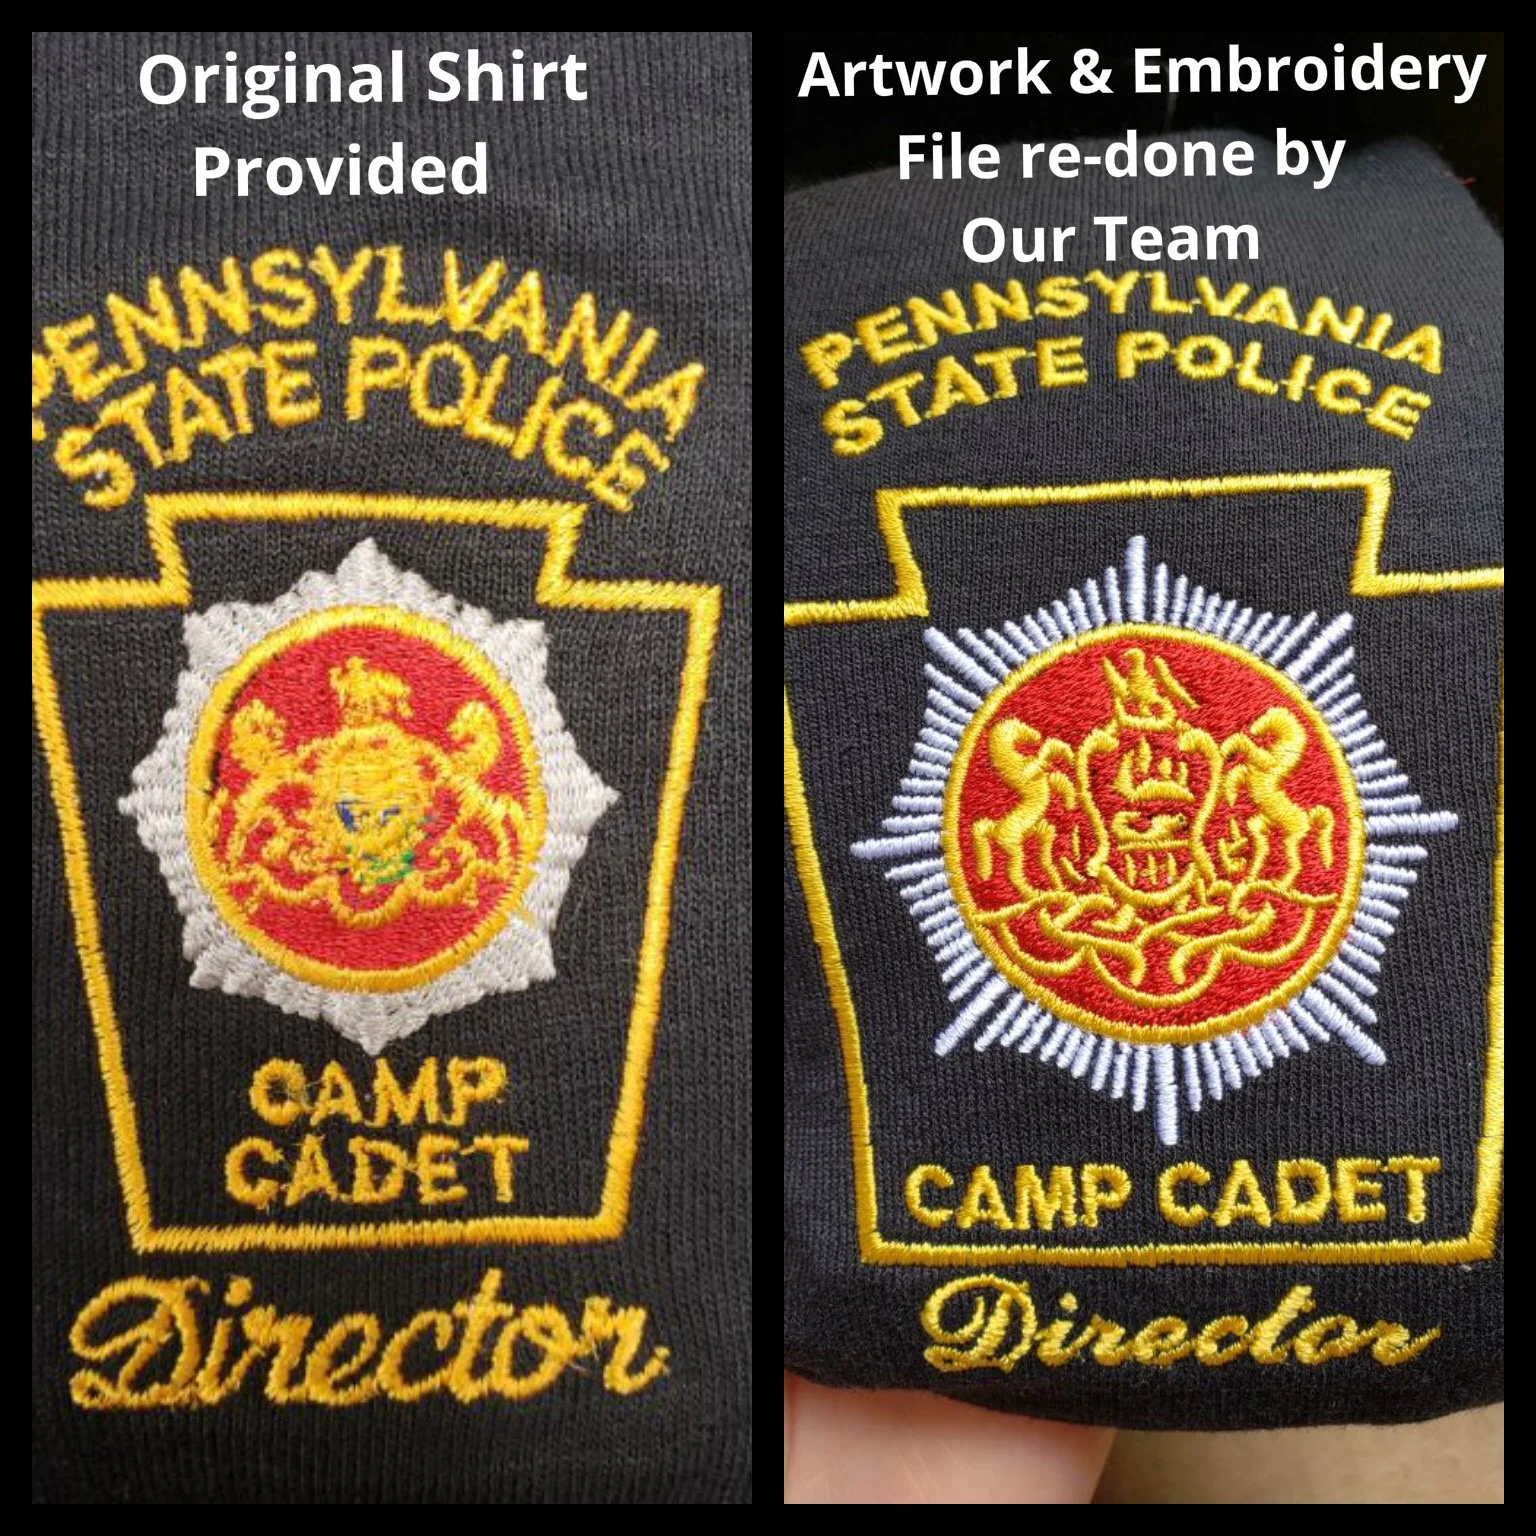 Original Shirt
Provided
PENNSYLVANIA
STATE POLICE
CAMP
CADET
Director
Artwork & Embroidery
File re-done by
Our Team
PENNSYLVANIA
STATE POLICE
CAMP CADET
Director